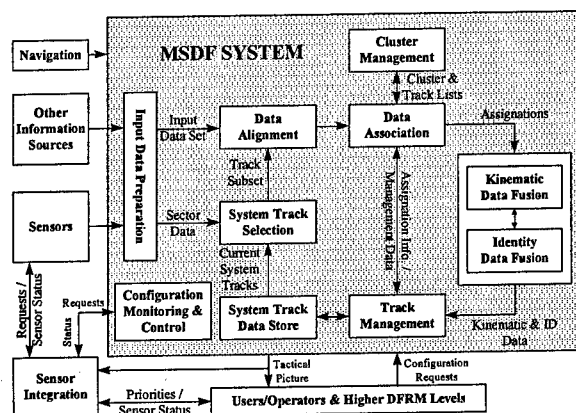 MSDF SYSTEM
Navigation
Cluster
Management
Cluster &
Track Lists
Other
Information
Sources
Input Data Preparation
Input
Data Set
Data
Alignment
Data
Association
Assignations
Track
Subset
Kinematic
Data Fusion
Sensors
Sector
Data
System Track
Selection
Assignation Info. /
Management Data
Identity
Data Fusion
Current
System
Tracks
Requests /
Sensor Status
Requests
Status
Configuration
Monitoring &
Control
System Track
Data Store
Track
Management
Kinematic & ID
Data
Sensor
Integration
Tactical
Picture
Configuration
Requests
Priorities /
Sensor Status
Users/Operators & Higher DFRM Levels